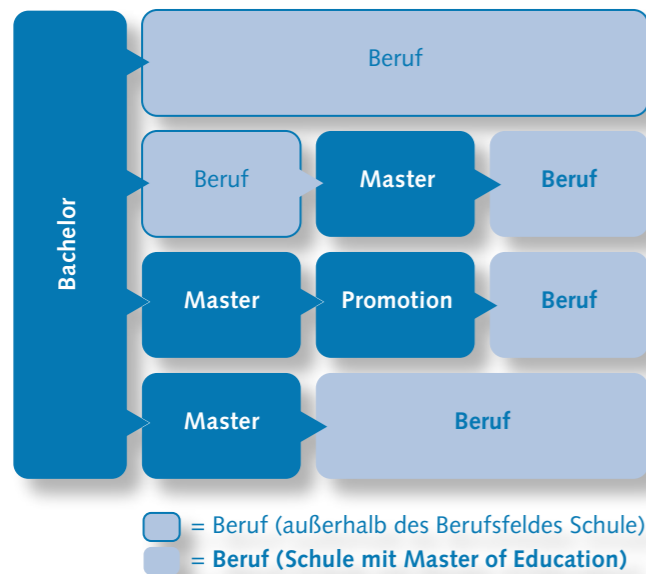 Bachelor
Beruf
Beruf Master Beruf
Master Promotion Beruf
Master Beruf
= Beruf (außerhalb des Berufsfeldes Schule)
= Beruf (Schule mit Master of Education)